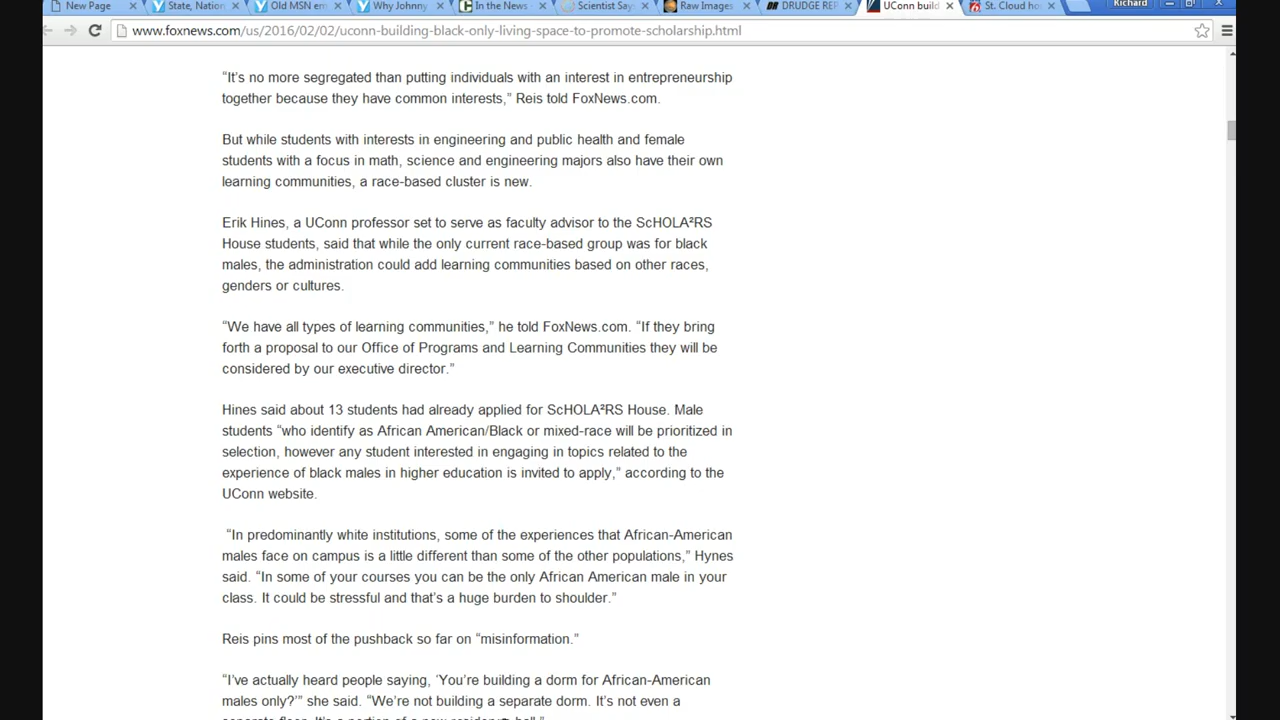 New Page
State, Nation
Old MSN em
Why Johnny
In the News
Scientist Say
Raw Images
DRUDGE REP
UConn build
St. Cloud ho
Richard
www.foxnews.com/us/2016/02/02/uconn-building-black-only-living-space-to-promote-scholarship.html
“It’s no more segregated than putting individuals with an interest in entrepreneurship
together because they have common interests,” Reis told FoxNews.com.
But while students with interests in engineering and public health and female
students with a focus in math, science and engineering majors also have their own
learning communities, a race-based cluster is new.
Erik Hines, a UConn professor set to serve as faculty advisor to the ScHOLA²RS
House students, said that while the only current race-based group was for black
males, the administration could add learning communities based on other races,
genders or cultures.
“We have all types of learning communities,” he told FoxNews.com. “If they bring
forth a proposal to our Office of Programs and Learning Communities they will be
considered by our executive director.”
Hines said about 13 students had already applied for ScHOLA²RS House. Male
students “who identify as African American/Black or mixed-race will be prioritized in
selection, however any student interested in engaging in topics related to the
experience of black males in higher education is invited to apply,” according to the
UConn website.
“In predominantly white institutions, some of the experiences that African-American
males face on campus is a little different than some of the other populations,” Hynes
said. “In some of your courses you can be the only African American male in your
class. It could be stressful and that’s a huge burden to shoulder.”
Reis pins most of the pushback so far on “misinformation.”
“I’ve actually heard people saying, ‘You’re building a dorm for African-American
males only?’” she said. “We’re not building a separate dorm. It’s not even a
separate floor. It’s a portion of a new residence hall.”